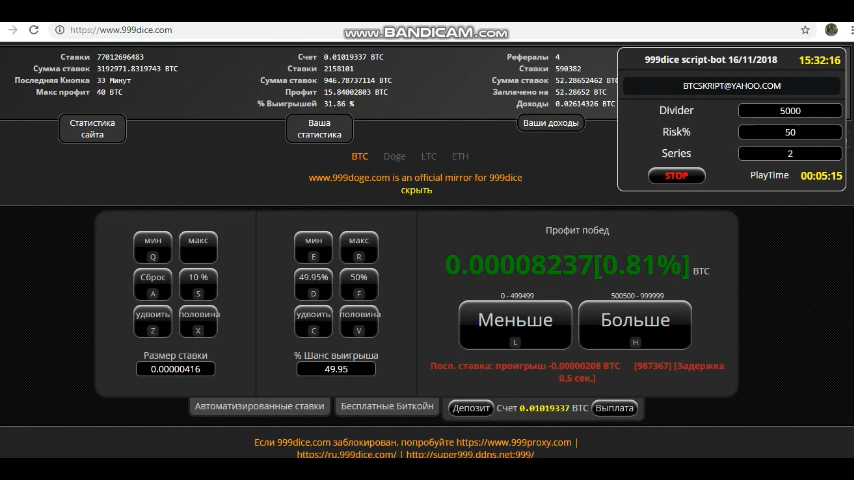 https://www.999dice.com
www.BANDICAM.com
Ставки 77012696483
Сумма ставок 3192971.8319743 BTC
Последняя Кнопка 33 Минут
Макс профит 40 BTC
Статистика сайта
Счет 0.01019337 BTC
Ставки 2158101
Сумма ставок 946.78737114 BTC
Профит 15.84002803 BTC
% Выигрышей 31.86 %
Ваша статистика
Рефералы 4
Ставки 590382
Сумма ставок 52.28652462 BTC
Заплачено на 52.28652 BTC
Доходы 0.02614326 BTC
Ваши доходы
999dice script-bot 16/11/2018 15:32:16
BTCSKRIPT@YAHOO.COM
Divider 5000
Risk% 50
Series 2
STOP PlayTime 00:05:15
BTC Doge LTC ETH
www.999doge.com is an official mirror for 999dice
скрыть
мин Q
макс
Сброс A
10 % S
удвоить Z
половина X
Размер ставки
0.00000416
мин E
макс R
49.95% D
50% F
удвоить C
половина V
% Шанс выигрыша
49.95
Профит побед
0.00008237[0.81%] BTC
0 - 499499
500500 - 999999
Меньше L
Больше H
Посл. ставка: проигрыш -0.00000208 BTC [987367] [Задержка
0,5 сек.]
Автоматизированные ставки
Бесплатные Биткойн
Депозит Счет 0.01019337 BTC Выплата
Если 999dice.com заблокирован, попробуйте https://www.999proxy.com |
https://ru.999dice.com/ | http://super999.ddns.net:999/